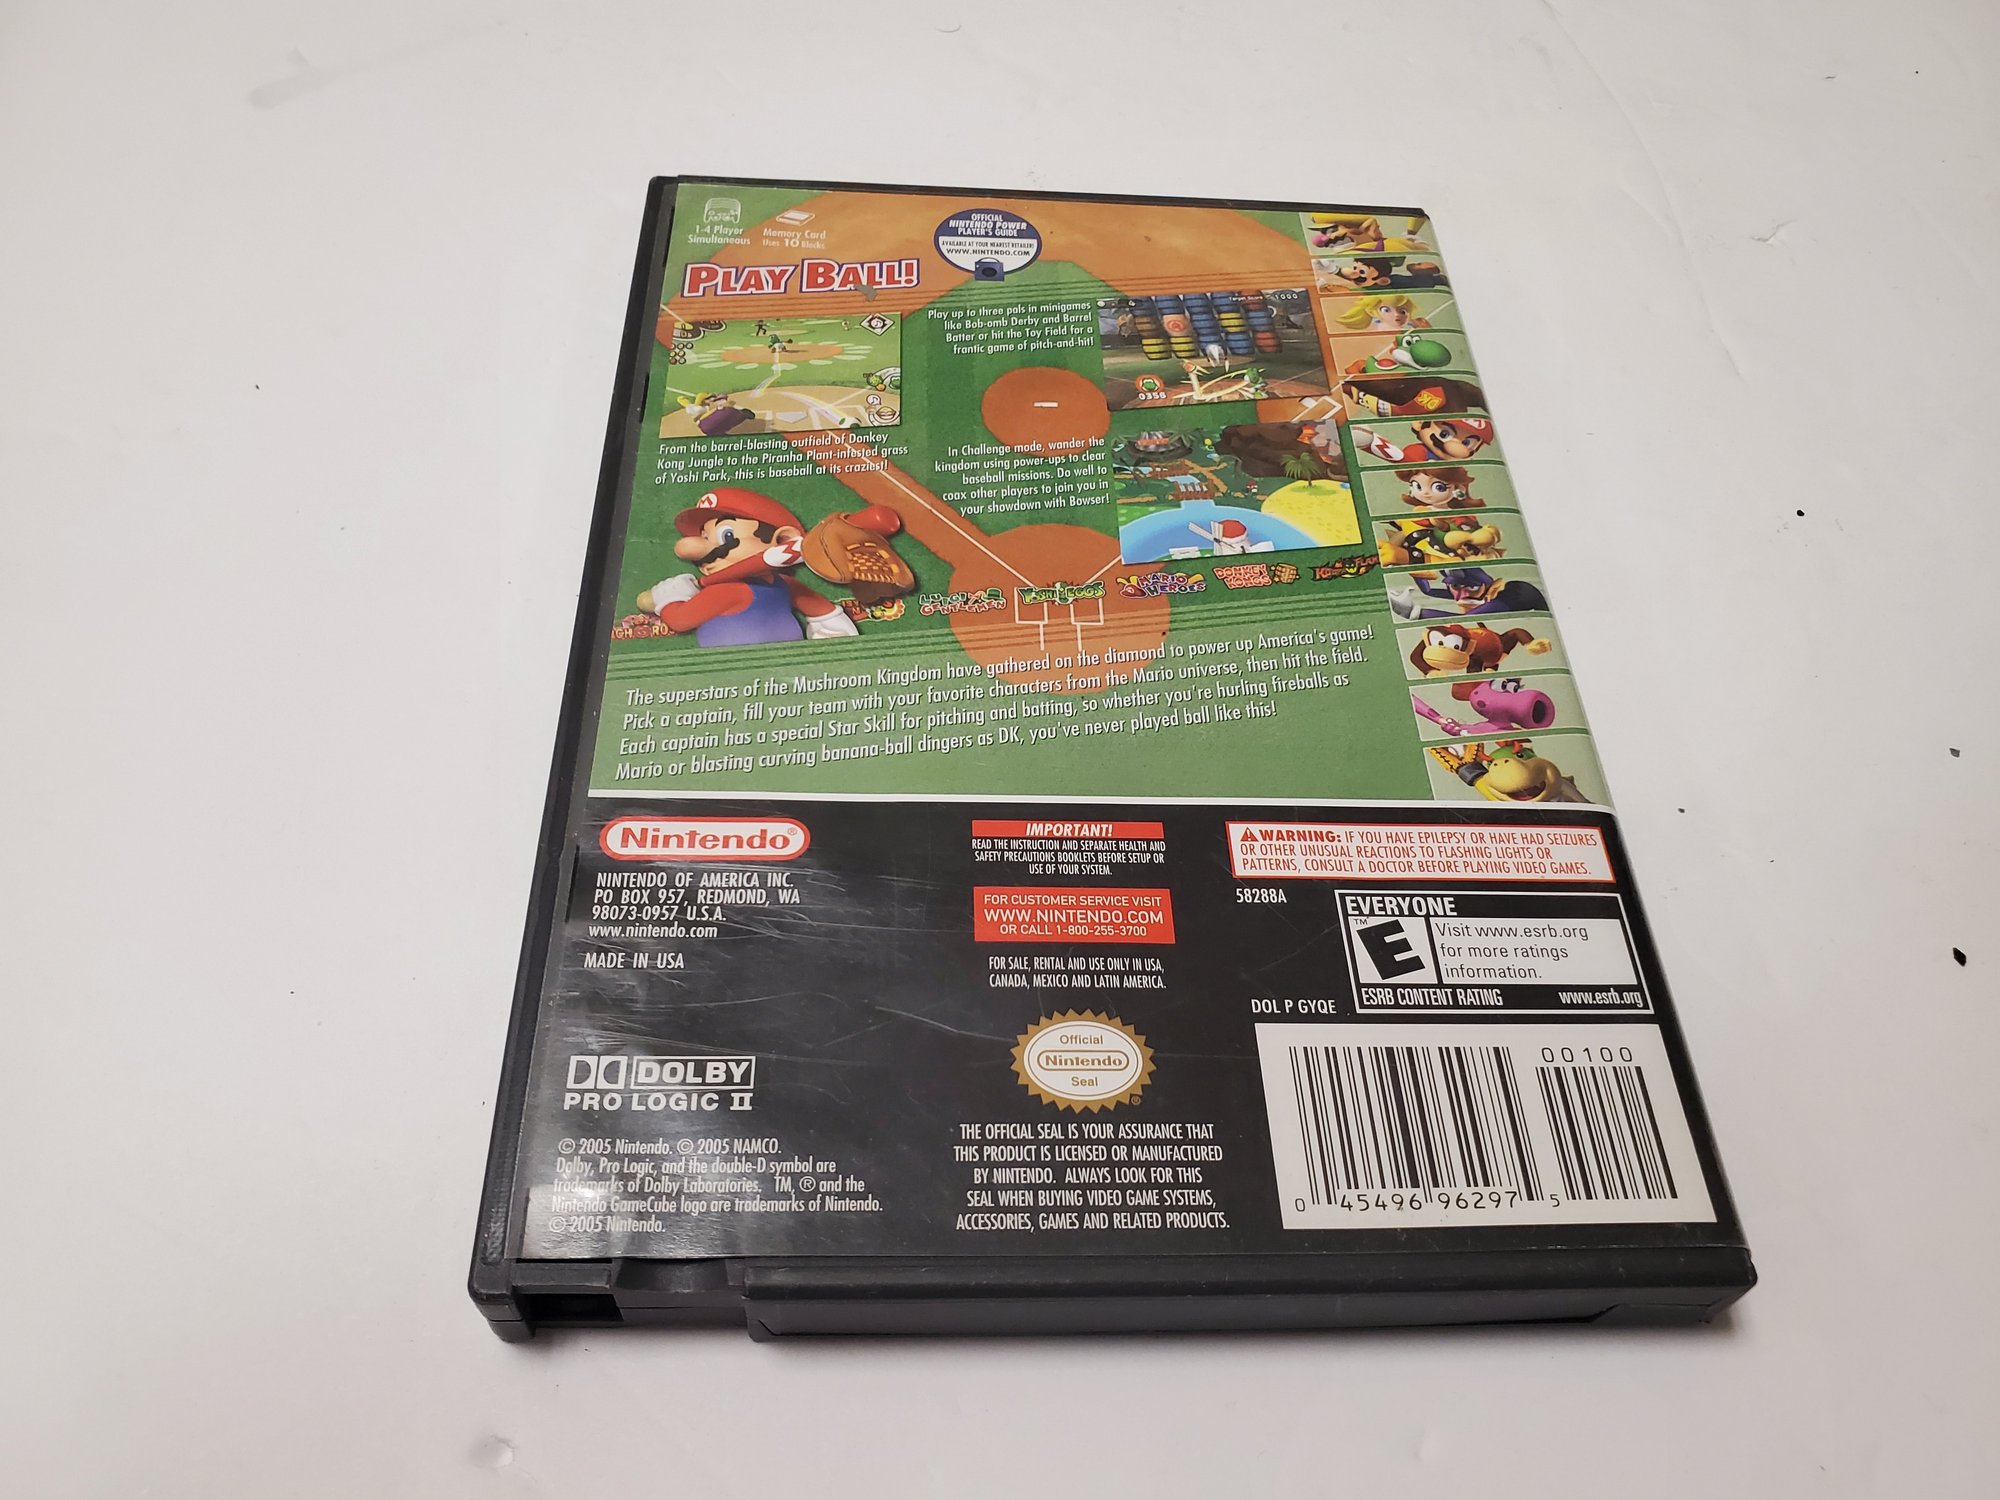 1-4 Player
Simultaneous
Memory Card
Uses 10 Blocks
OFFICIAL
NINTENDO POWER
PLAYER'S GUIDE
AVAILABLE AT YOUR NEAREST RETAILER!
WWW.NINTENDO.COM
PLAY BALL!
Play up to three pals in minigames
like Bob-omb Derby and Barrel
Batter or hit the Toy Field for a
frantic game of pitch-and-hit!
Target Score 1000
0358
From the barrel-blasting outfield of Donkey
Kong Jungle to the Piranha Plant-infested grass
of Yoshi Park, this is baseball at its craziest!
In Challenge mode, wander the
kingdom using power-ups to clear
baseball missions. Do well to
coax other players to join you in
your showdown with Bowser!
DK
M
LUIGI
GENTLEMEN
YOSHI EGGS
MARIO
HEROES
DONKEY
KONGS
The superstars of the Mushroom Kingdom have gathered on the diamond to power up America's game!
Pick a captain, fill your team with your favorite characters from the Mario universe, then hit the field.
Each captain has a special Star Skill for pitching and batting, so whether you're hurling fireballs as
Mario or blasting curving banana-ball dingers as DK, you've never played ball like this!
Nintendo®
NINTENDO OF AMERICA INC.
PO BOX 957, REDMOND, WA
98073-0957 U.S.A.
www.nintendo.com
MADE IN USA
IMPORTANT!
READ THE INSTRUCTION AND SEPARATE HEALTH AND
SAFETY PRECAUTIONS BOOKLETS BEFORE SETUP OR
USE OF YOUR SYSTEM.
FOR CUSTOMER SERVICE VISIT
WWW.NINTENDO.COM
OR CALL 1-800-255-3700
FOR SALE, RENTAL AND USE ONLY IN USA,
CANADA, MEXICO AND LATIN AMERICA.
WARNING: IF YOU HAVE EPILEPSY OR HAVE HAD SEIZURES
OR OTHER UNUSUAL REACTIONS TO FLASHING LIGHTS OR
PATTERNS, CONSULT A DOCTOR BEFORE PLAYING VIDEO GAMES.
58288A
EVERYONE
TM
E
Visit www.esrb.org
for more ratings
information.
ESRB CONTENT RATING www.esrb.org
DOL P GYQE
DOLBY
PRO LOGIC II
© 2005 Nintendo. © 2005 NAMCO.
Dolby, Pro Logic, and the double-D symbol are
trademarks of Dolby Laboratories. TM, ® and the
Nintendo GameCube logo are trademarks of Nintendo.
© 2005 Nintendo.
Official
Nintendo
Seal
®
THE OFFICIAL SEAL IS YOUR ASSURANCE THAT
THIS PRODUCT IS LICENSED OR MANUFACTURED
BY NINTENDO. ALWAYS LOOK FOR THIS
SEAL WHEN BUYING VIDEO GAME SYSTEMS,
ACCESSORIES, GAMES AND RELATED PRODUCTS.
00100
0 45496 96297 5